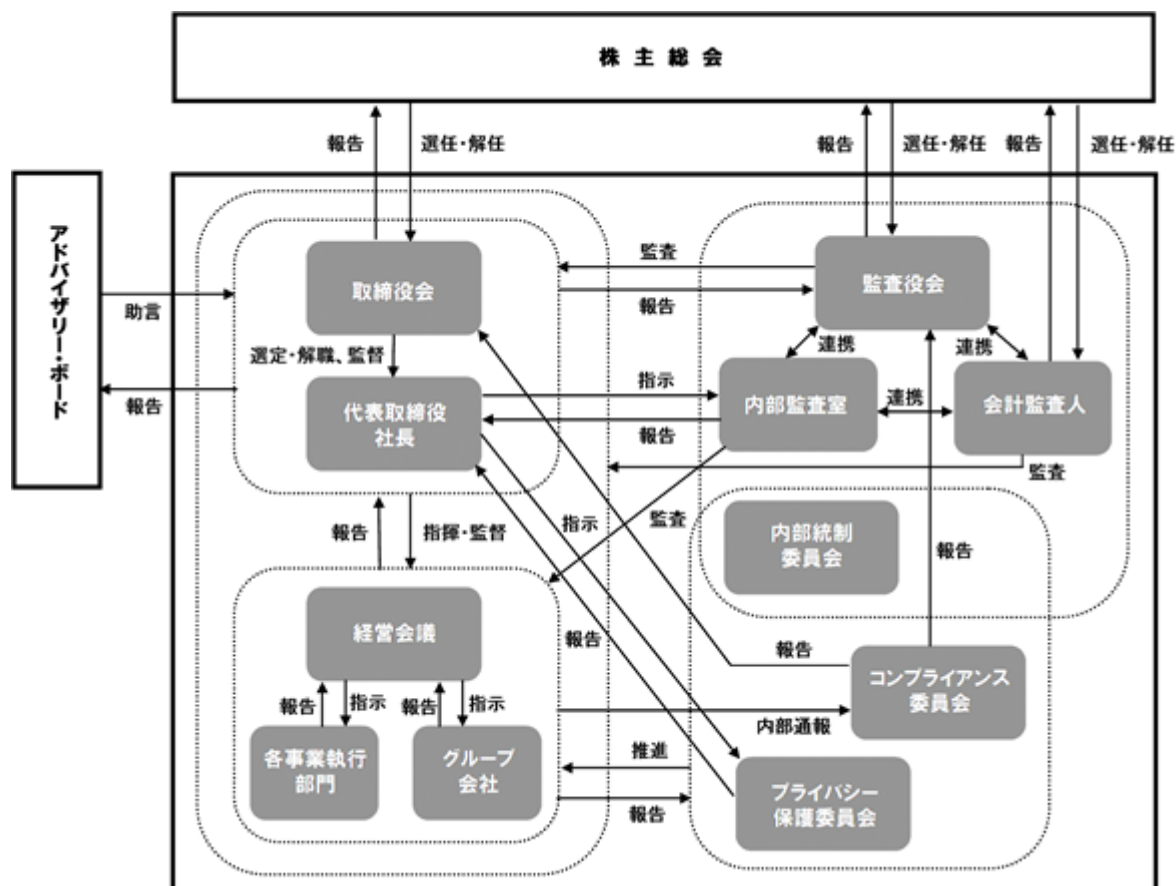 株主総会
報告
選任・解任
報告
選任・解任
報告
選任・解任
アドバイザリー・ボード
助言
報告
取締役会
監査
報告
監査役会
選定・解職、監督
連携
連携
代表取締役
社長
指示
報告
内部監査室
連携
会計監査人
監査
報告
指揮・監督
指示
監査
内部統制
委員会
報告
経営会議
報告
報告
コンプライアンス
委員会
報告
指示
報告
指示
内部通報
各事業執行
部門
グループ
会社
推進
報告
プライバシー
保護委員会